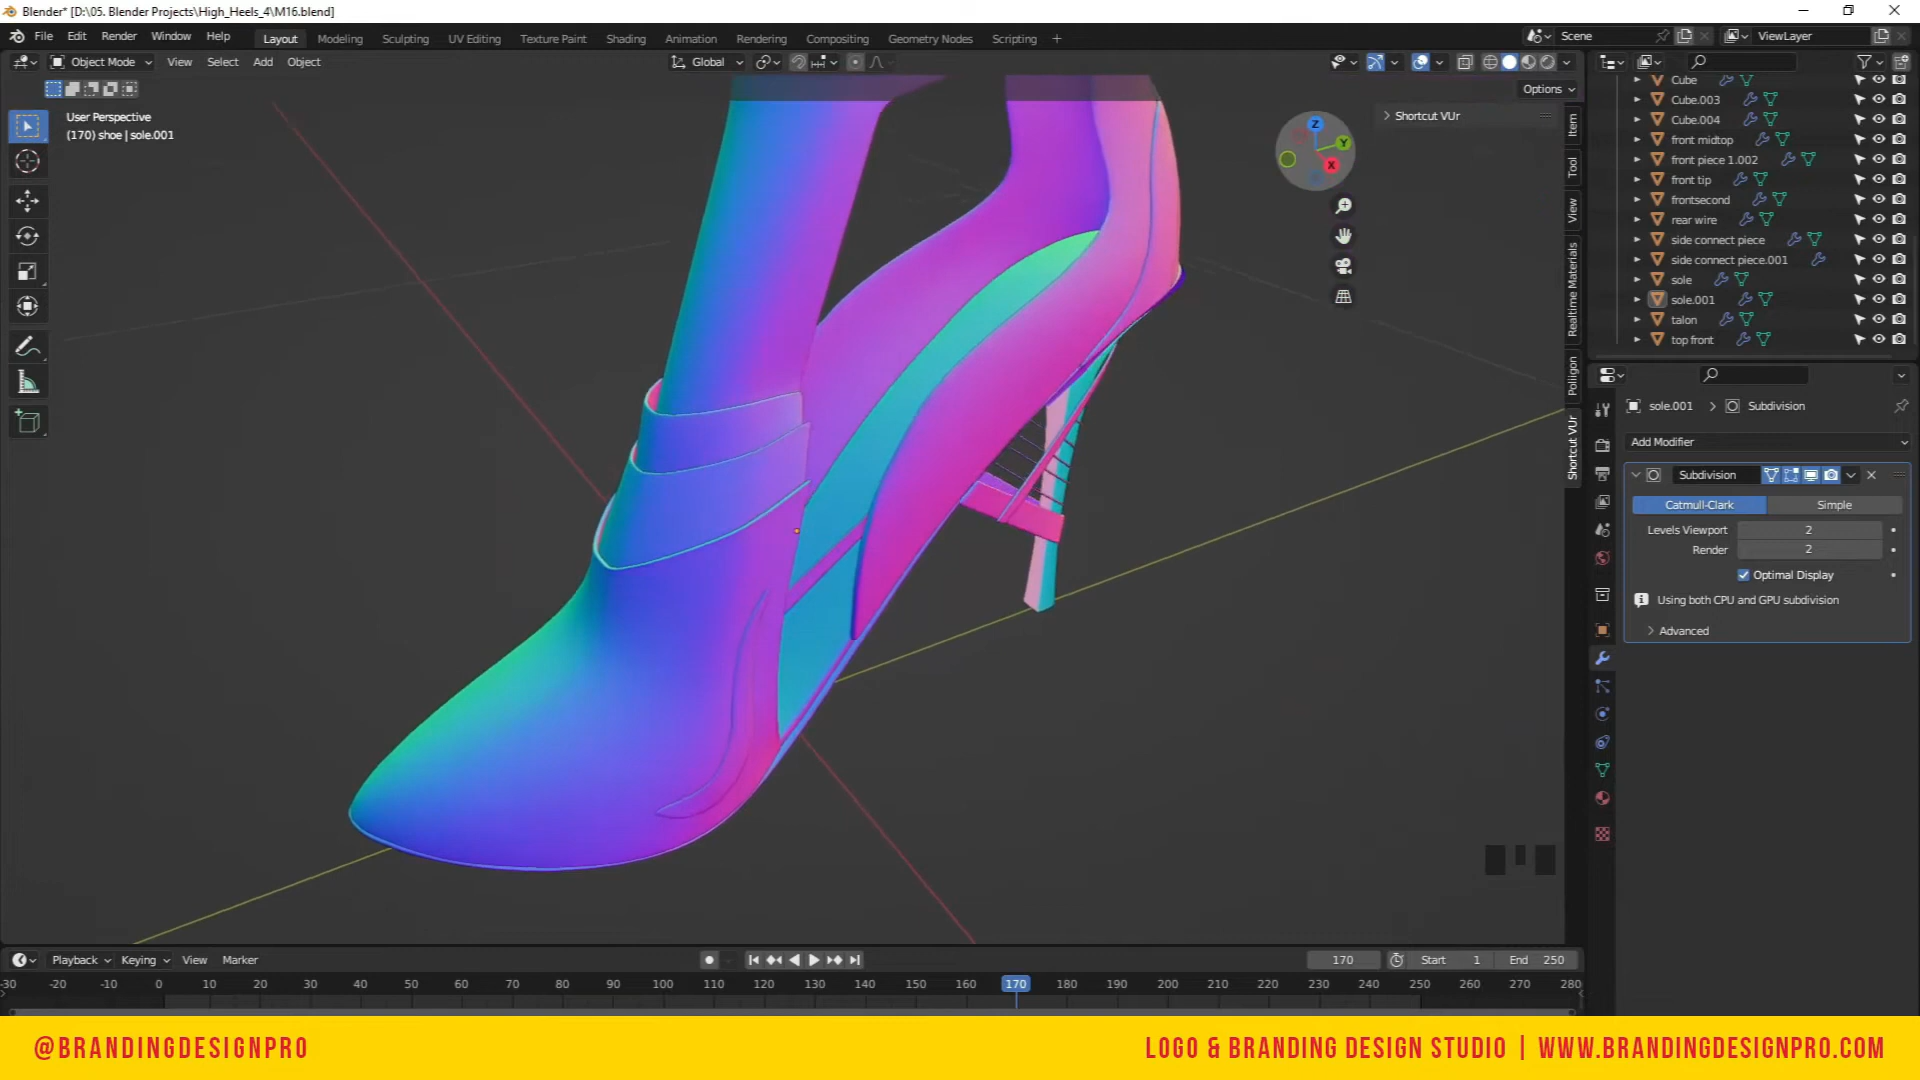 Blender* [D:\05. Blender Projects\High_Heels_4\M16.blend]
File Edit Render Window Help Layout Modeling Sculpting UV Editing Texture Paint Shading Animation Rendering Compositing Geometry Nodes Scripting + Scene ViewLayer
Object Mode View Select Add Object Global
Options
User Perspective
(170) shoe | sole.001
Shortcut VUr
Z
Y
X
Item
Tool
View
Realtime Materials
Poliigon
Shortcut VUr
Cube
Cube.003
Cube.004
front midtop
front piece 1.002
front tip
frontsecond
rear wire
side connect piece
side connect piece.001
sole
sole.001
talon
top front
sole.001 > Subdivision
Add Modifier
Subdivision
Catmull-Clark Simple
Levels Viewport 2
Render 2
Optimal Display
Using both CPU and GPU subdivision
Advanced
Playback Keying View Marker 170 Start 1 End 250
-30 -20 -10 0 10 20 30 40 50 60 70 80 90 100 110 120 130 140 150 160 170 180 190 200 210 220 230 240 250 260 270 280
@BRANDINGDESIGNPRO
LOGO & BRANDING DESIGN STUDIO | WWW.BRANDINGDESIGNPRO.COM